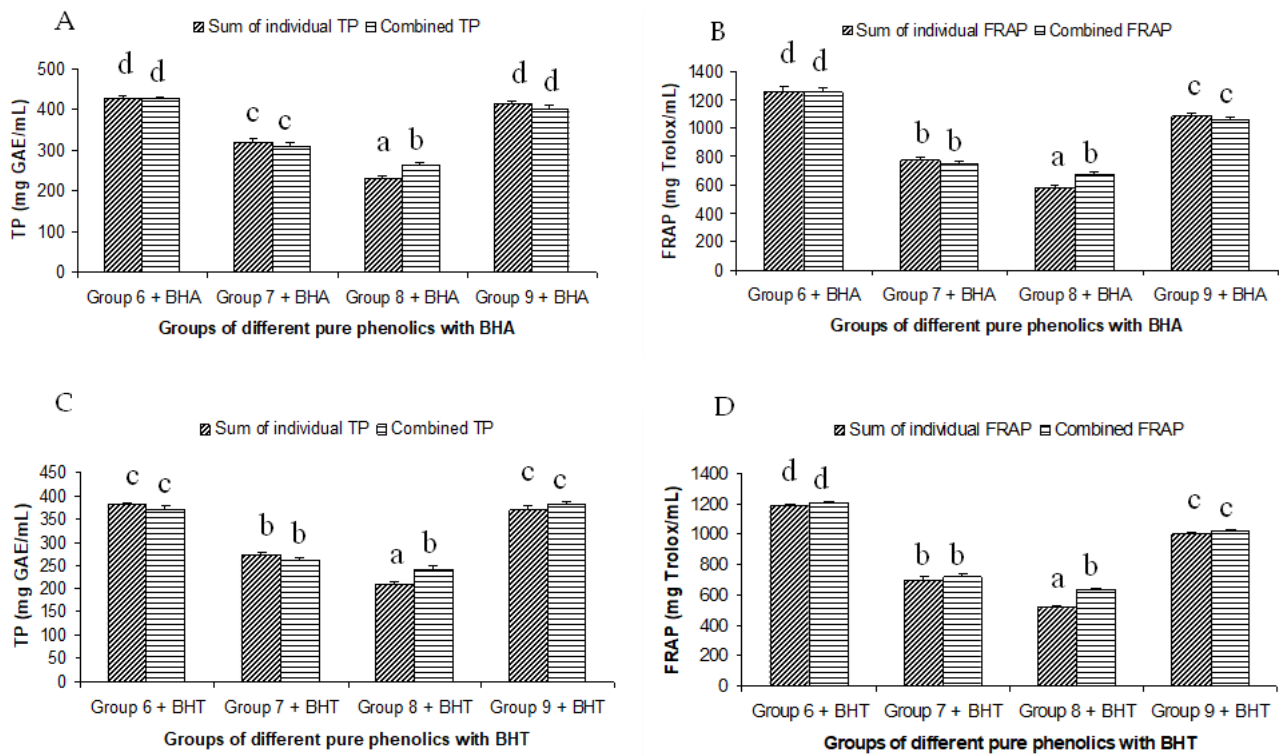 A
Sum of individual TP Combined TP
d d c c a b d d
TP (mg GAE/mL)
500
400
300
200
100
0
Group 6 + BHA Group 7 + BHA Group 8 + BHA Group 9 + BHA
Groups of different pure phenolics with BHA
B
Sum of individual FRAP Combined FRAP
d d b b a b c c
FRAP (mg Trolox/mL)
1400
1200
1000
800
600
400
200
0
Group 6 + BHA Group 7 + BHA Group 8 + BHA Group 9 + BHA
Groups of different pure phenolics with BHA
C
Sum of individual TP Combined TP
c c b b a b c c
TP (mg GAE/mL)
450
400
350
300
250
200
150
100
50
0
Group 6 + BHT Group 7 + BHT Group 8 + BHT Group 9 + BHT
Groups of different pure phenolics with BHT
D
Sum of individual FRAP Combined FRAP
d d b b a b c c
FRAP (mg Trolox/mL)
1400
1200
1000
800
600
400
200
0
Group 6 + BHT Group 7 + BHT Group 8 + BHT Group 9 + BHT
Groups of different pure phenolics with BHT